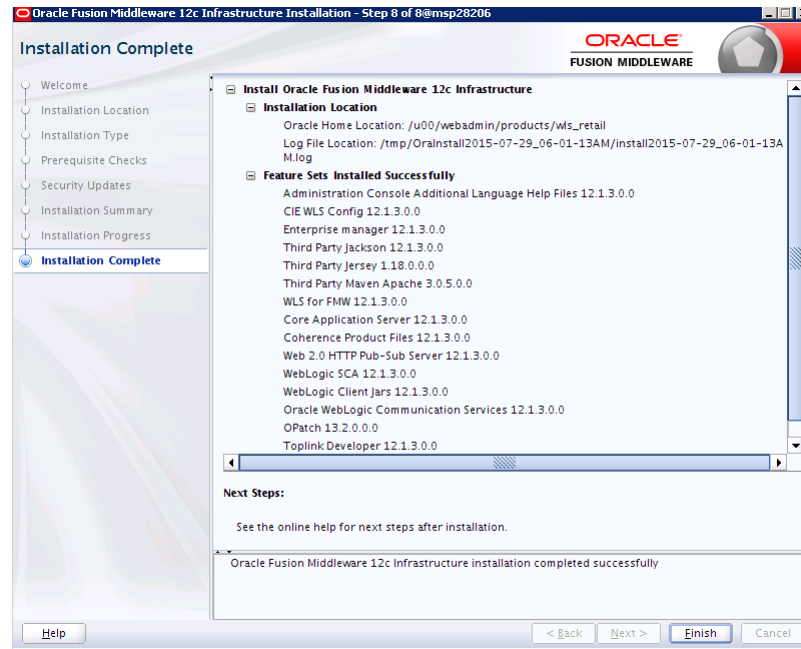 Oracle Fusion Middleware 12c Infrastructure Installation - Step 8 of 8@msp28206
Installation Complete
ORACLE
FUSION MIDDLEWARE
Welcome
Installation Location
Installation Type
Prerequisite Checks
Security Updates
Installation Summary
Installation Progress
Installation Complete
Install Oracle Fusion Middleware 12c Infrastructure
Installation Location
Oracle Home Location: /u00/webadmin/products/wls_retail
Log File Location: /tmp/OraInstall2015-07-29_06-01-13AM/install2015-07-29_06-01-13A
M.log
Feature Sets Installed Successfully
Administration Console Additional Language Help Files 12.1.3.0.0
CIE WLS Config 12.1.3.0.0
Enterprise manager 12.1.3.0.0
Third Party Jackson 12.1.3.0.0
Third Party Jersey 1.18.0.0.0
Third Party Maven Apache 3.0.5.0.0
WLS for FMW 12.1.3.0.0
Core Application Server 12.1.3.0.0
Coherence Product Files 12.1.3.0.0
Web 2.0 HTTP Pub-Sub Server 12.1.3.0.0
WebLogic SCA 12.1.3.0.0
WebLogic Client Jars 12.1.3.0.0
Oracle WebLogic Communication Services 12.1.3.0.0
OPatch 13.2.0.0.0
Toplink Developer 12.1.3.0.0
Next Steps:
See the online help for next steps after installation.
Oracle Fusion Middleware 12c Infrastructure installation completed successfully
Help
< Back
Next >
Finish
Cancel